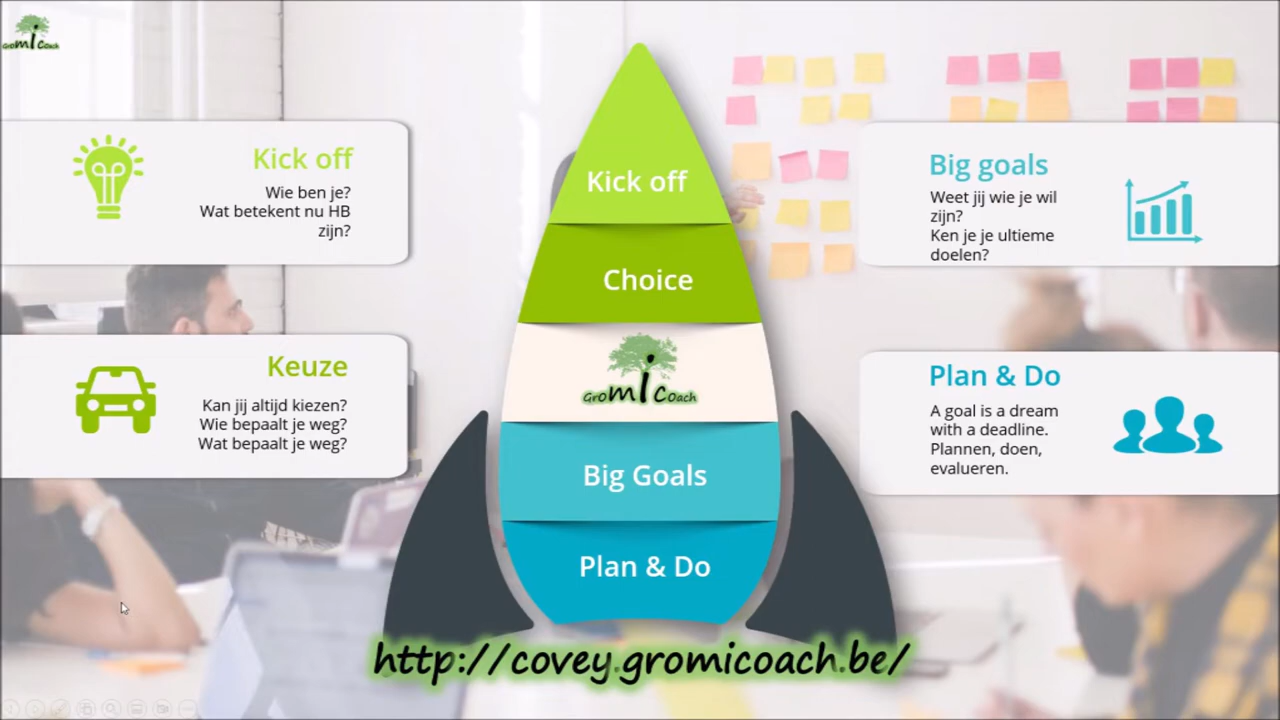 GromiCoach
Kick off
Wie ben je?
Wat betekent nu HB
zijn?
Keuze
Kan jij altijd kiezen?
Wie bepaalt je weg?
Wat bepaalt je weg?
Kick off
Choice
GromiCoach
Big Goals
Plan & Do
Big goals
Weet jij wie je wil
zijn?
Ken je je ultieme
doelen?
Plan & Do
A goal is a dream
with a deadline.
Plannen, doen,
evalueren.
http://covey.gromicoach.be/